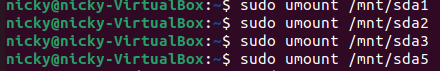 nicky@nicky-VirtualBox:~$ sudo umount /mnt/sda1
nicky@nicky-VirtualBox:~$ sudo umount /mnt/sda2
nicky@nicky-VirtualBox:~$ sudo umount /mnt/sda3
nicky@nicky-VirtualBox:~$ sudo umount /mnt/sda5